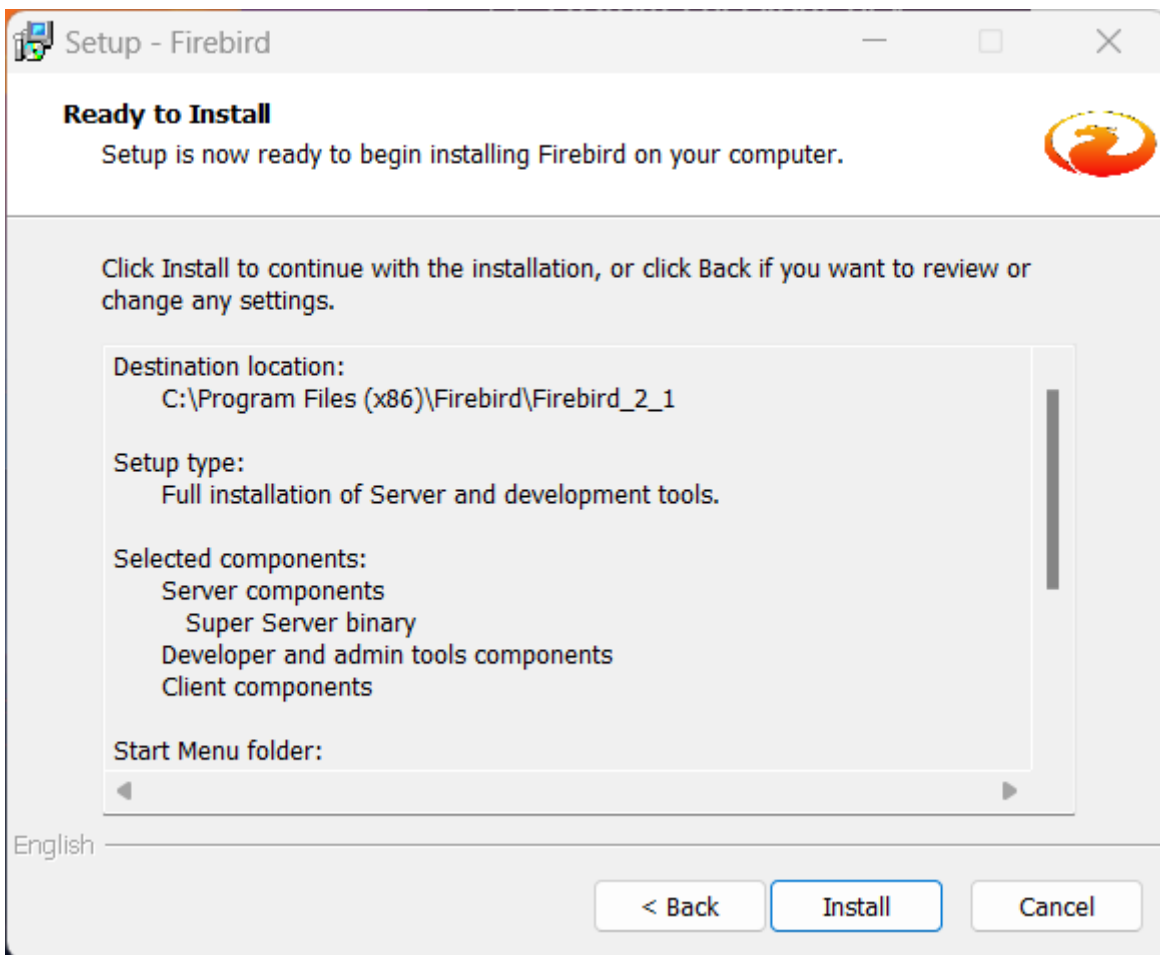 Setup - Firebird
Ready to Install
Setup is now ready to begin installing Firebird on your computer.
Click Install to continue with the installation, or click Back if you want to review or
change any settings.
Destination location:
C:\Program Files (x86)\Firebird\Firebird_2_1
Setup type:
Full installation of Server and development tools.
Selected components:
Server components
Super Server binary
Developer and admin tools components
Client components
Start Menu folder:
English
< Back
Install
Cancel